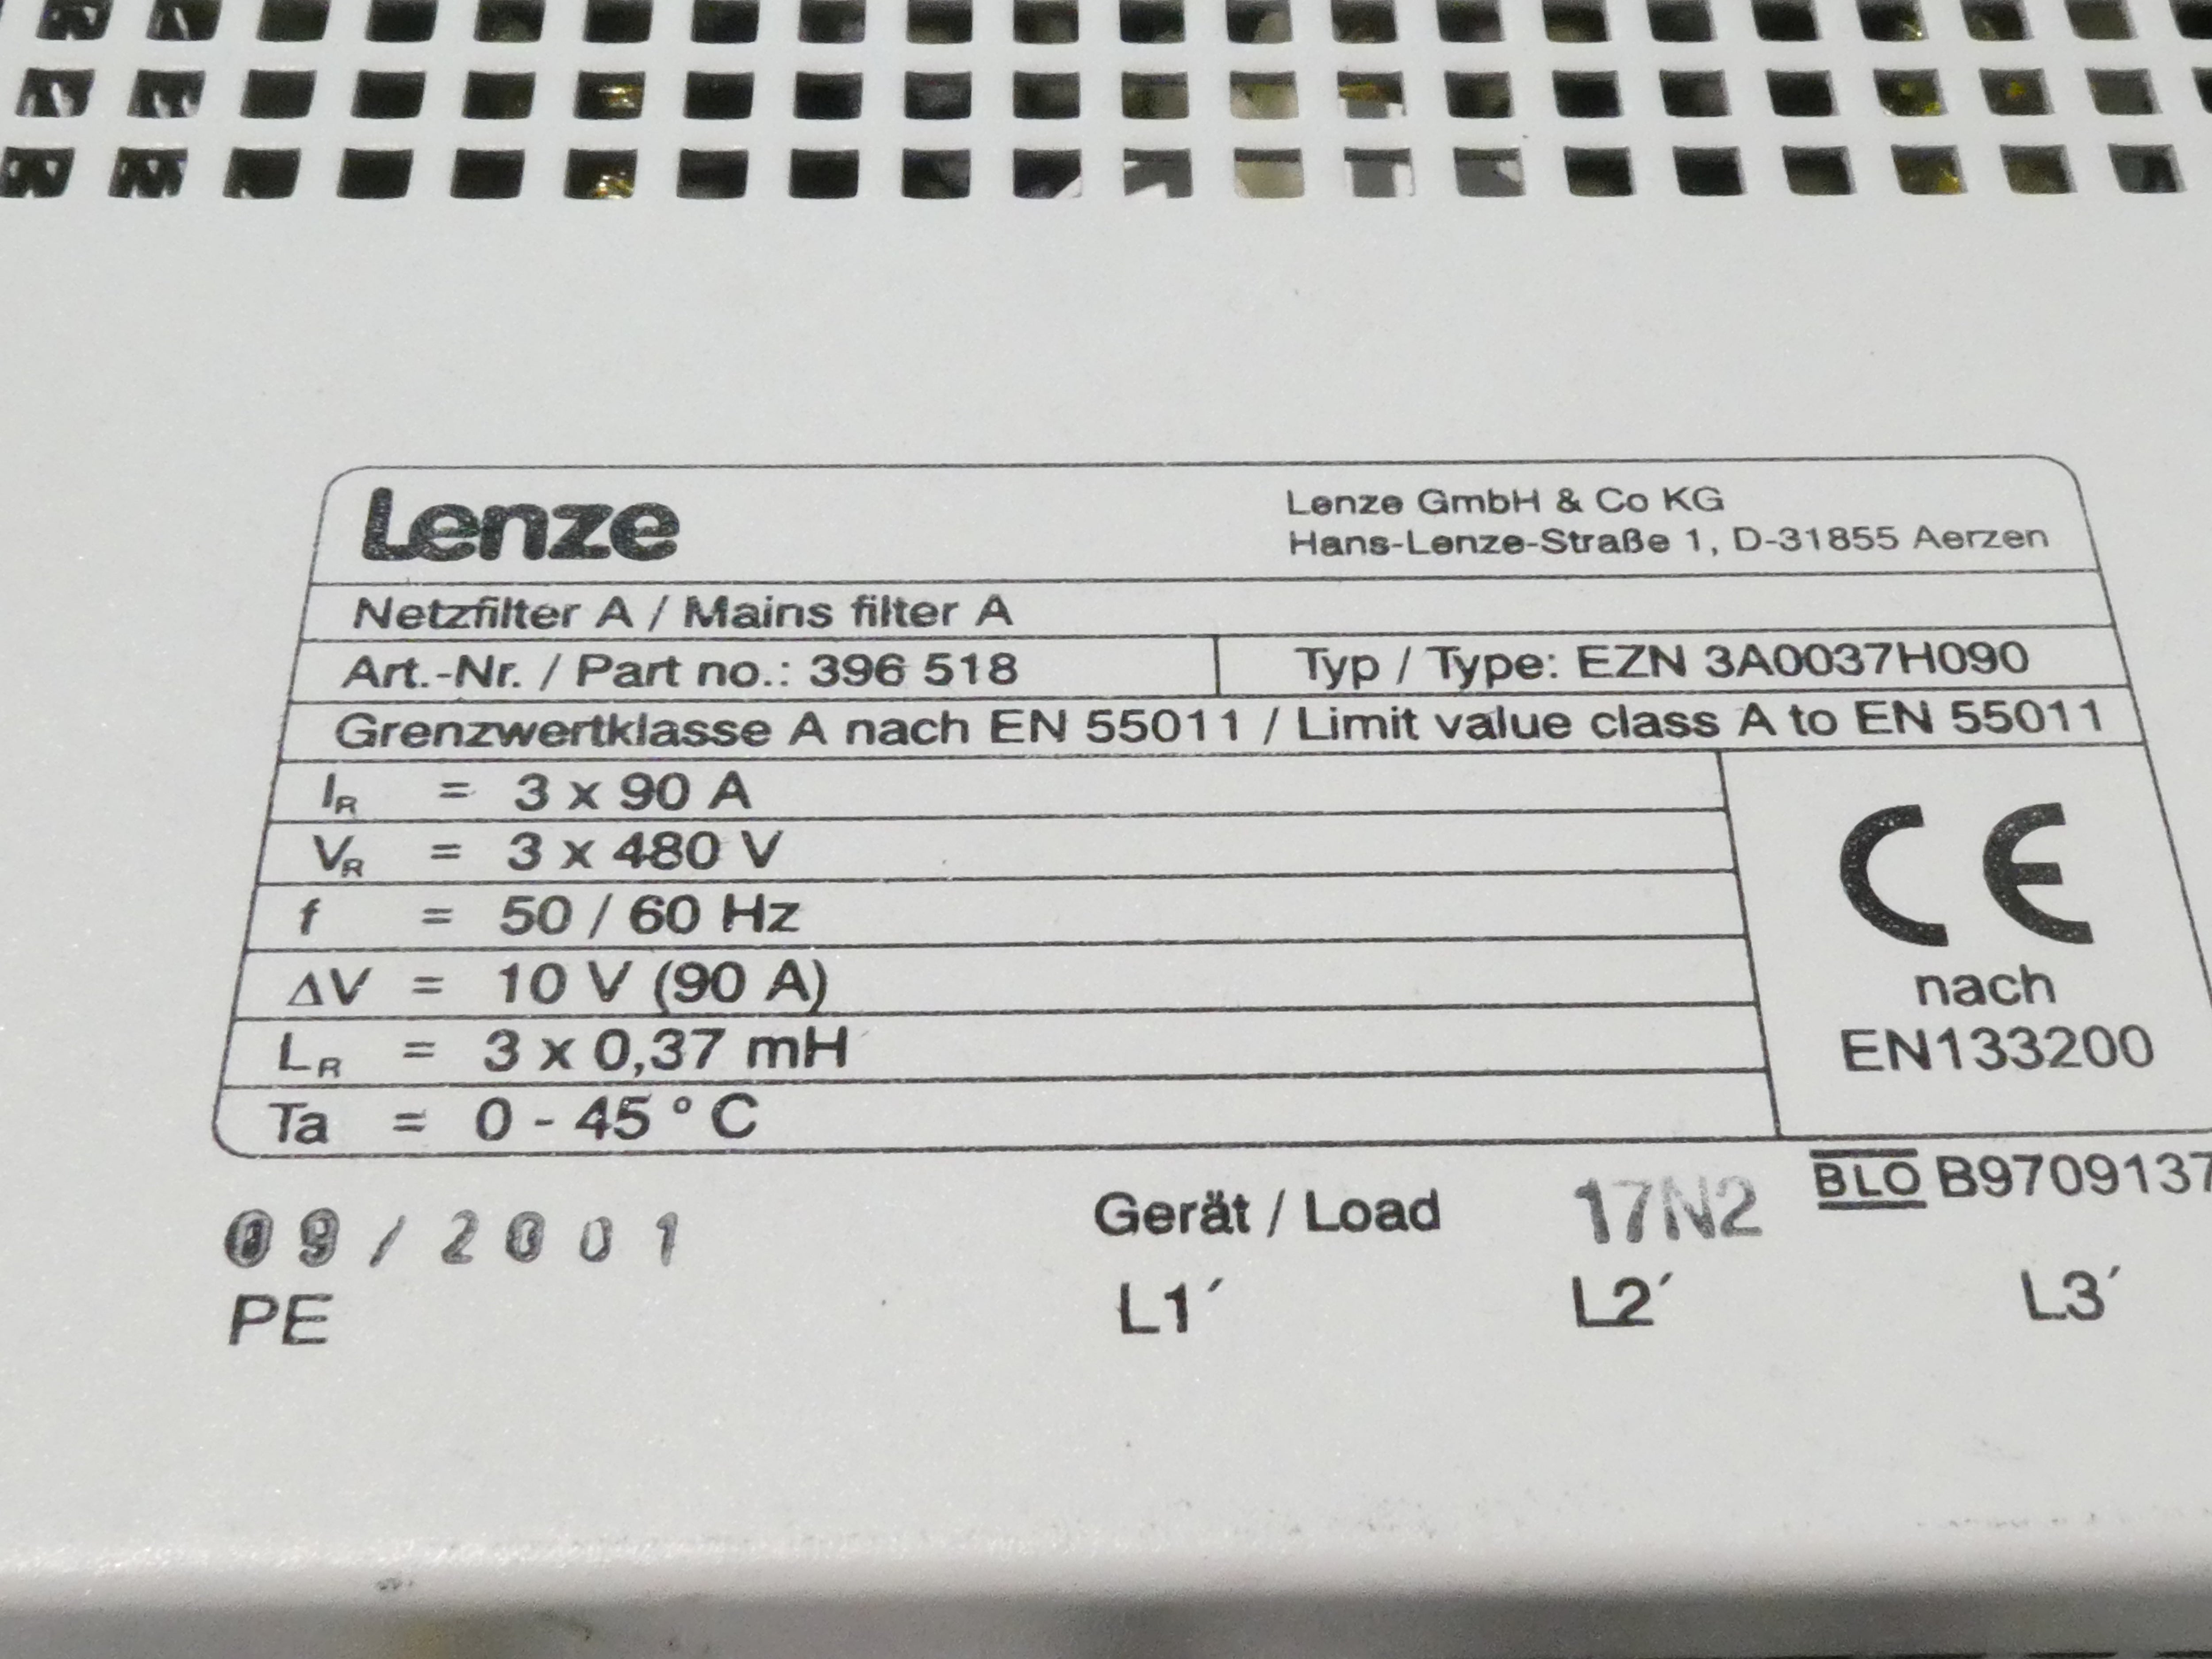 Lenze
Lenze GmbH & Co KG
Hans-Lenze-Straße 1, D-31855 Aerzen
Netzfilter A / Mains filter A
Art.-Nr. / Part no.: 396 518
Typ / Type: EZN 3A0037H090
Grenzwertklasse A nach EN 55011 / Limit value class A to EN 55011
IR = 3 x 90 A
VR = 3 x 480 V
f = 50 / 60 Hz
ΔV = 10 V (90 A)
LR = 3 x 0,37 mH
Ta = 0 - 45 ° C
CE
nach
EN133200
09/2001
Gerät / Load
17N2
BLO B9709137
PE
L1´
L2´
L3´